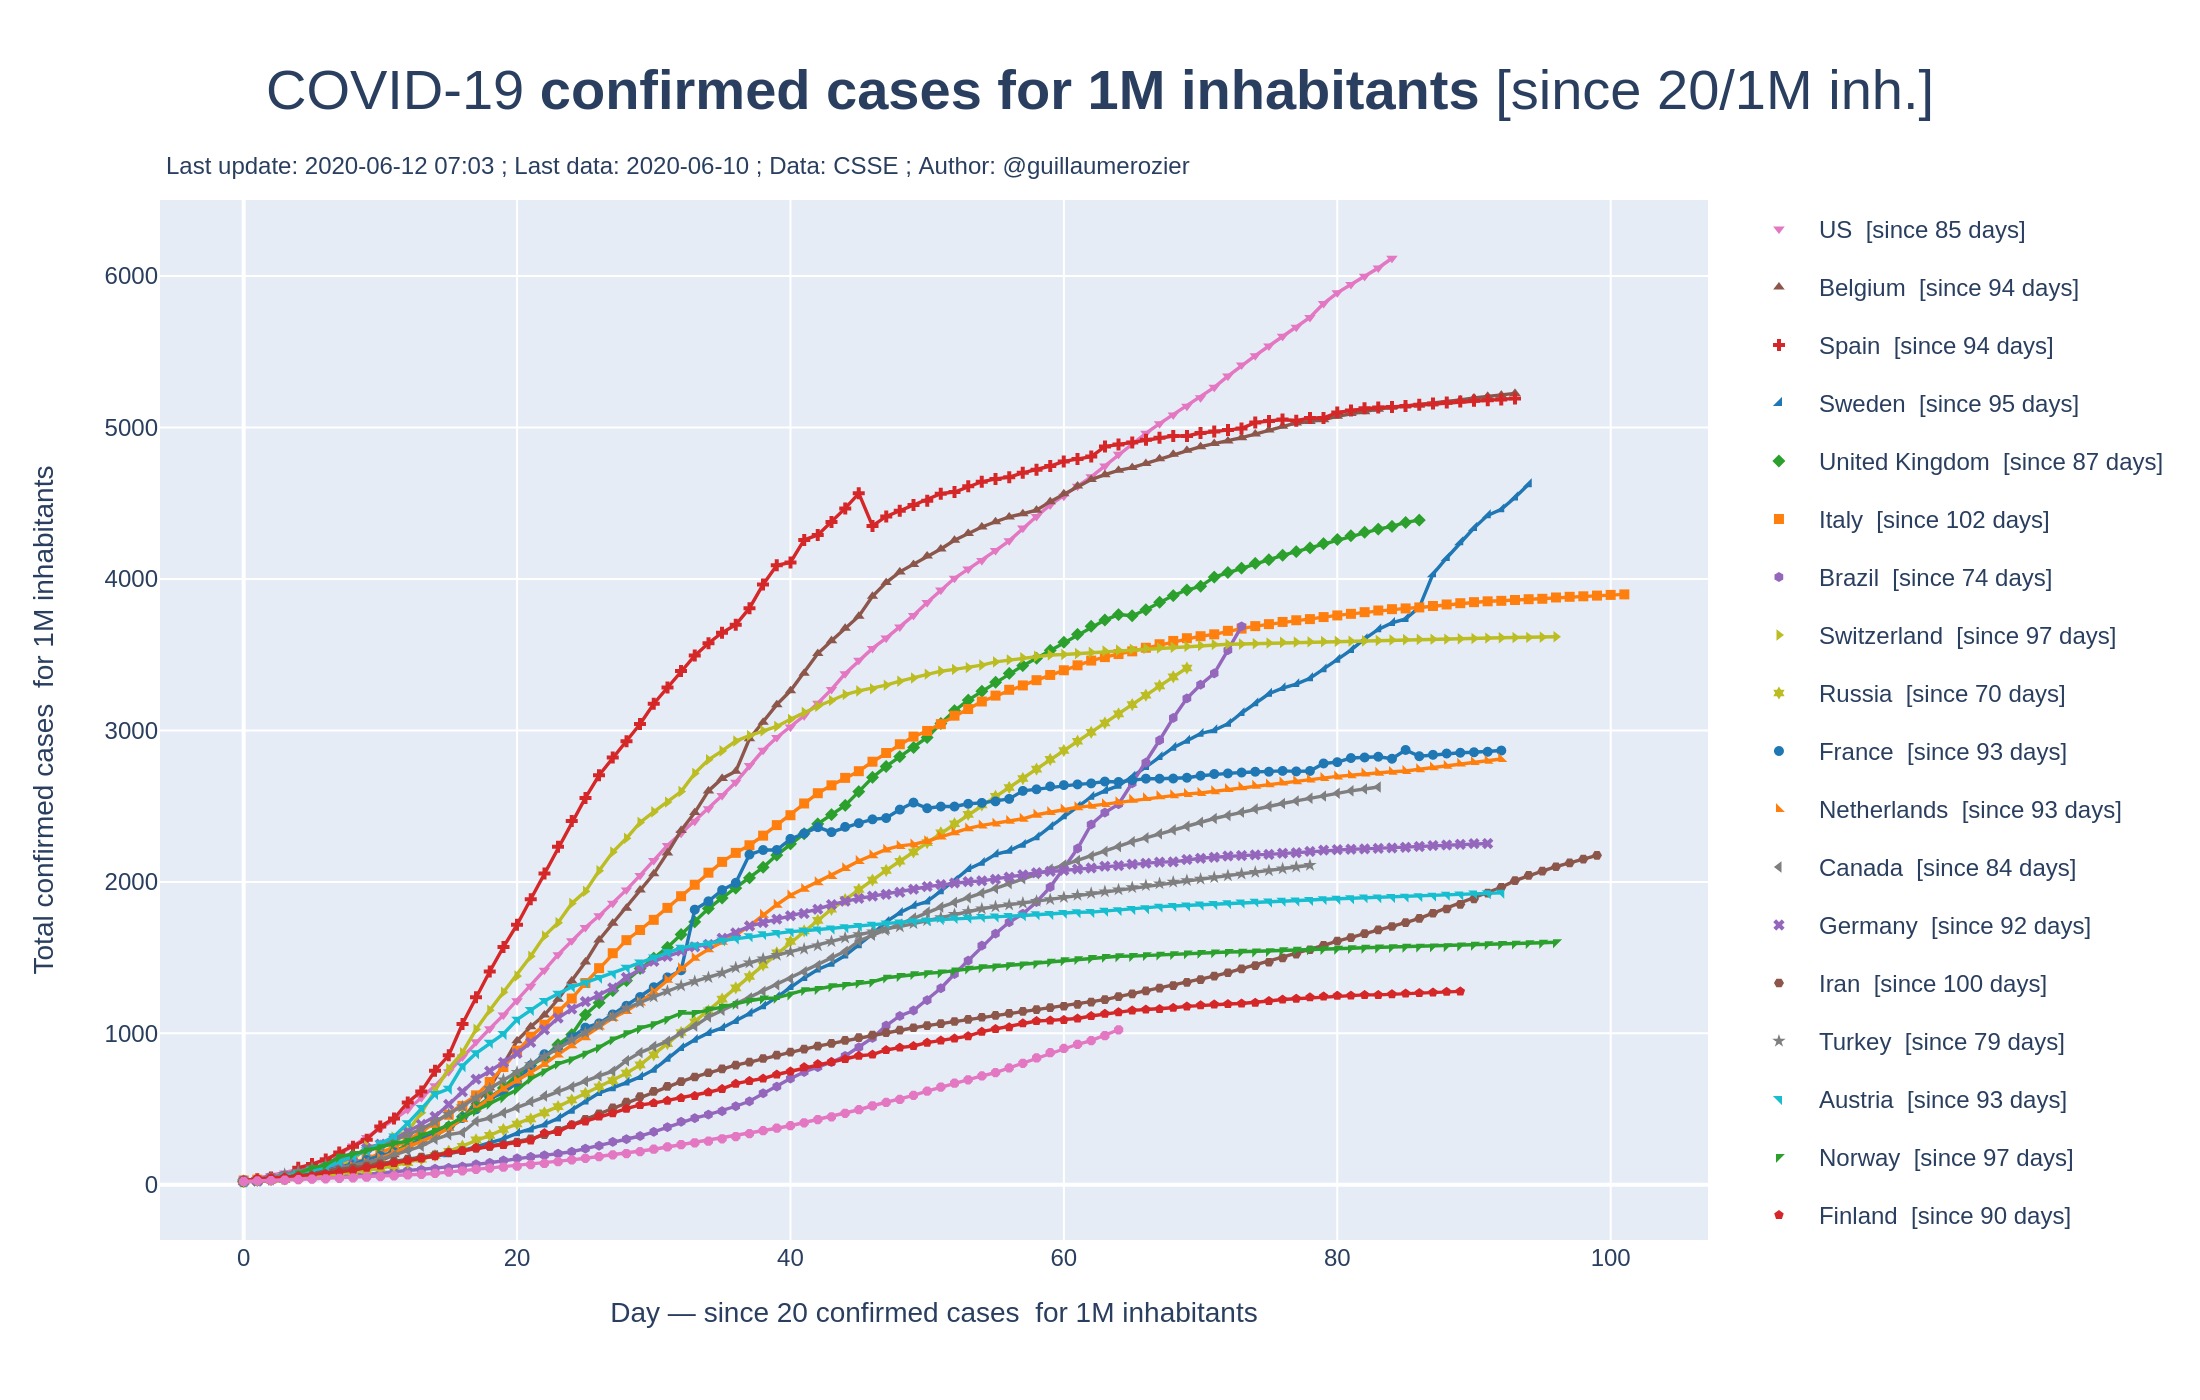 COVID-19 confirmed cases for 1M inhabitants [since 20/1M inh.]
Last update: 2020-06-12 07:03 ; Last data: 2020-06-10 ; Data: CSSE ; Author: @guillaumerozier
Total confirmed cases  for 1M inhabitants
6000
5000
4000
3000
2000
1000
0
0 20 40 60 80 100
Day — since 20 confirmed cases  for 1M inhabitants
US  [since 85 days]
Belgium  [since 94 days]
Spain  [since 94 days]
Sweden  [since 95 days]
United Kingdom  [since 87 days]
Italy  [since 102 days]
Brazil  [since 74 days]
Switzerland  [since 97 days]
Russia  [since 70 days]
France  [since 93 days]
Netherlands  [since 93 days]
Canada  [since 84 days]
Germany  [since 92 days]
Iran  [since 100 days]
Turkey  [since 79 days]
Austria  [since 93 days]
Norway  [since 97 days]
Finland  [since 90 days]